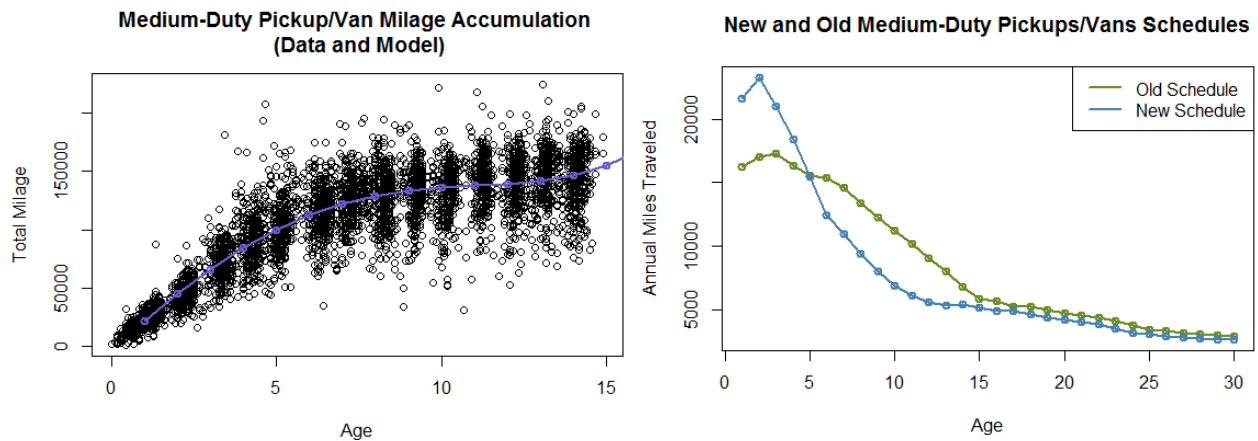 Medium-Duty Pickup/Van Milage Accumulation
(Data and Model)
Total Milage
150000
50000
0
0
5
10
15
Age
New and Old Medium-Duty Pickups/Vans Schedules
Old Schedule
New Schedule
Annual Miles Traveled
20000
10000
5000
0
5
10
15
20
25
30
Age